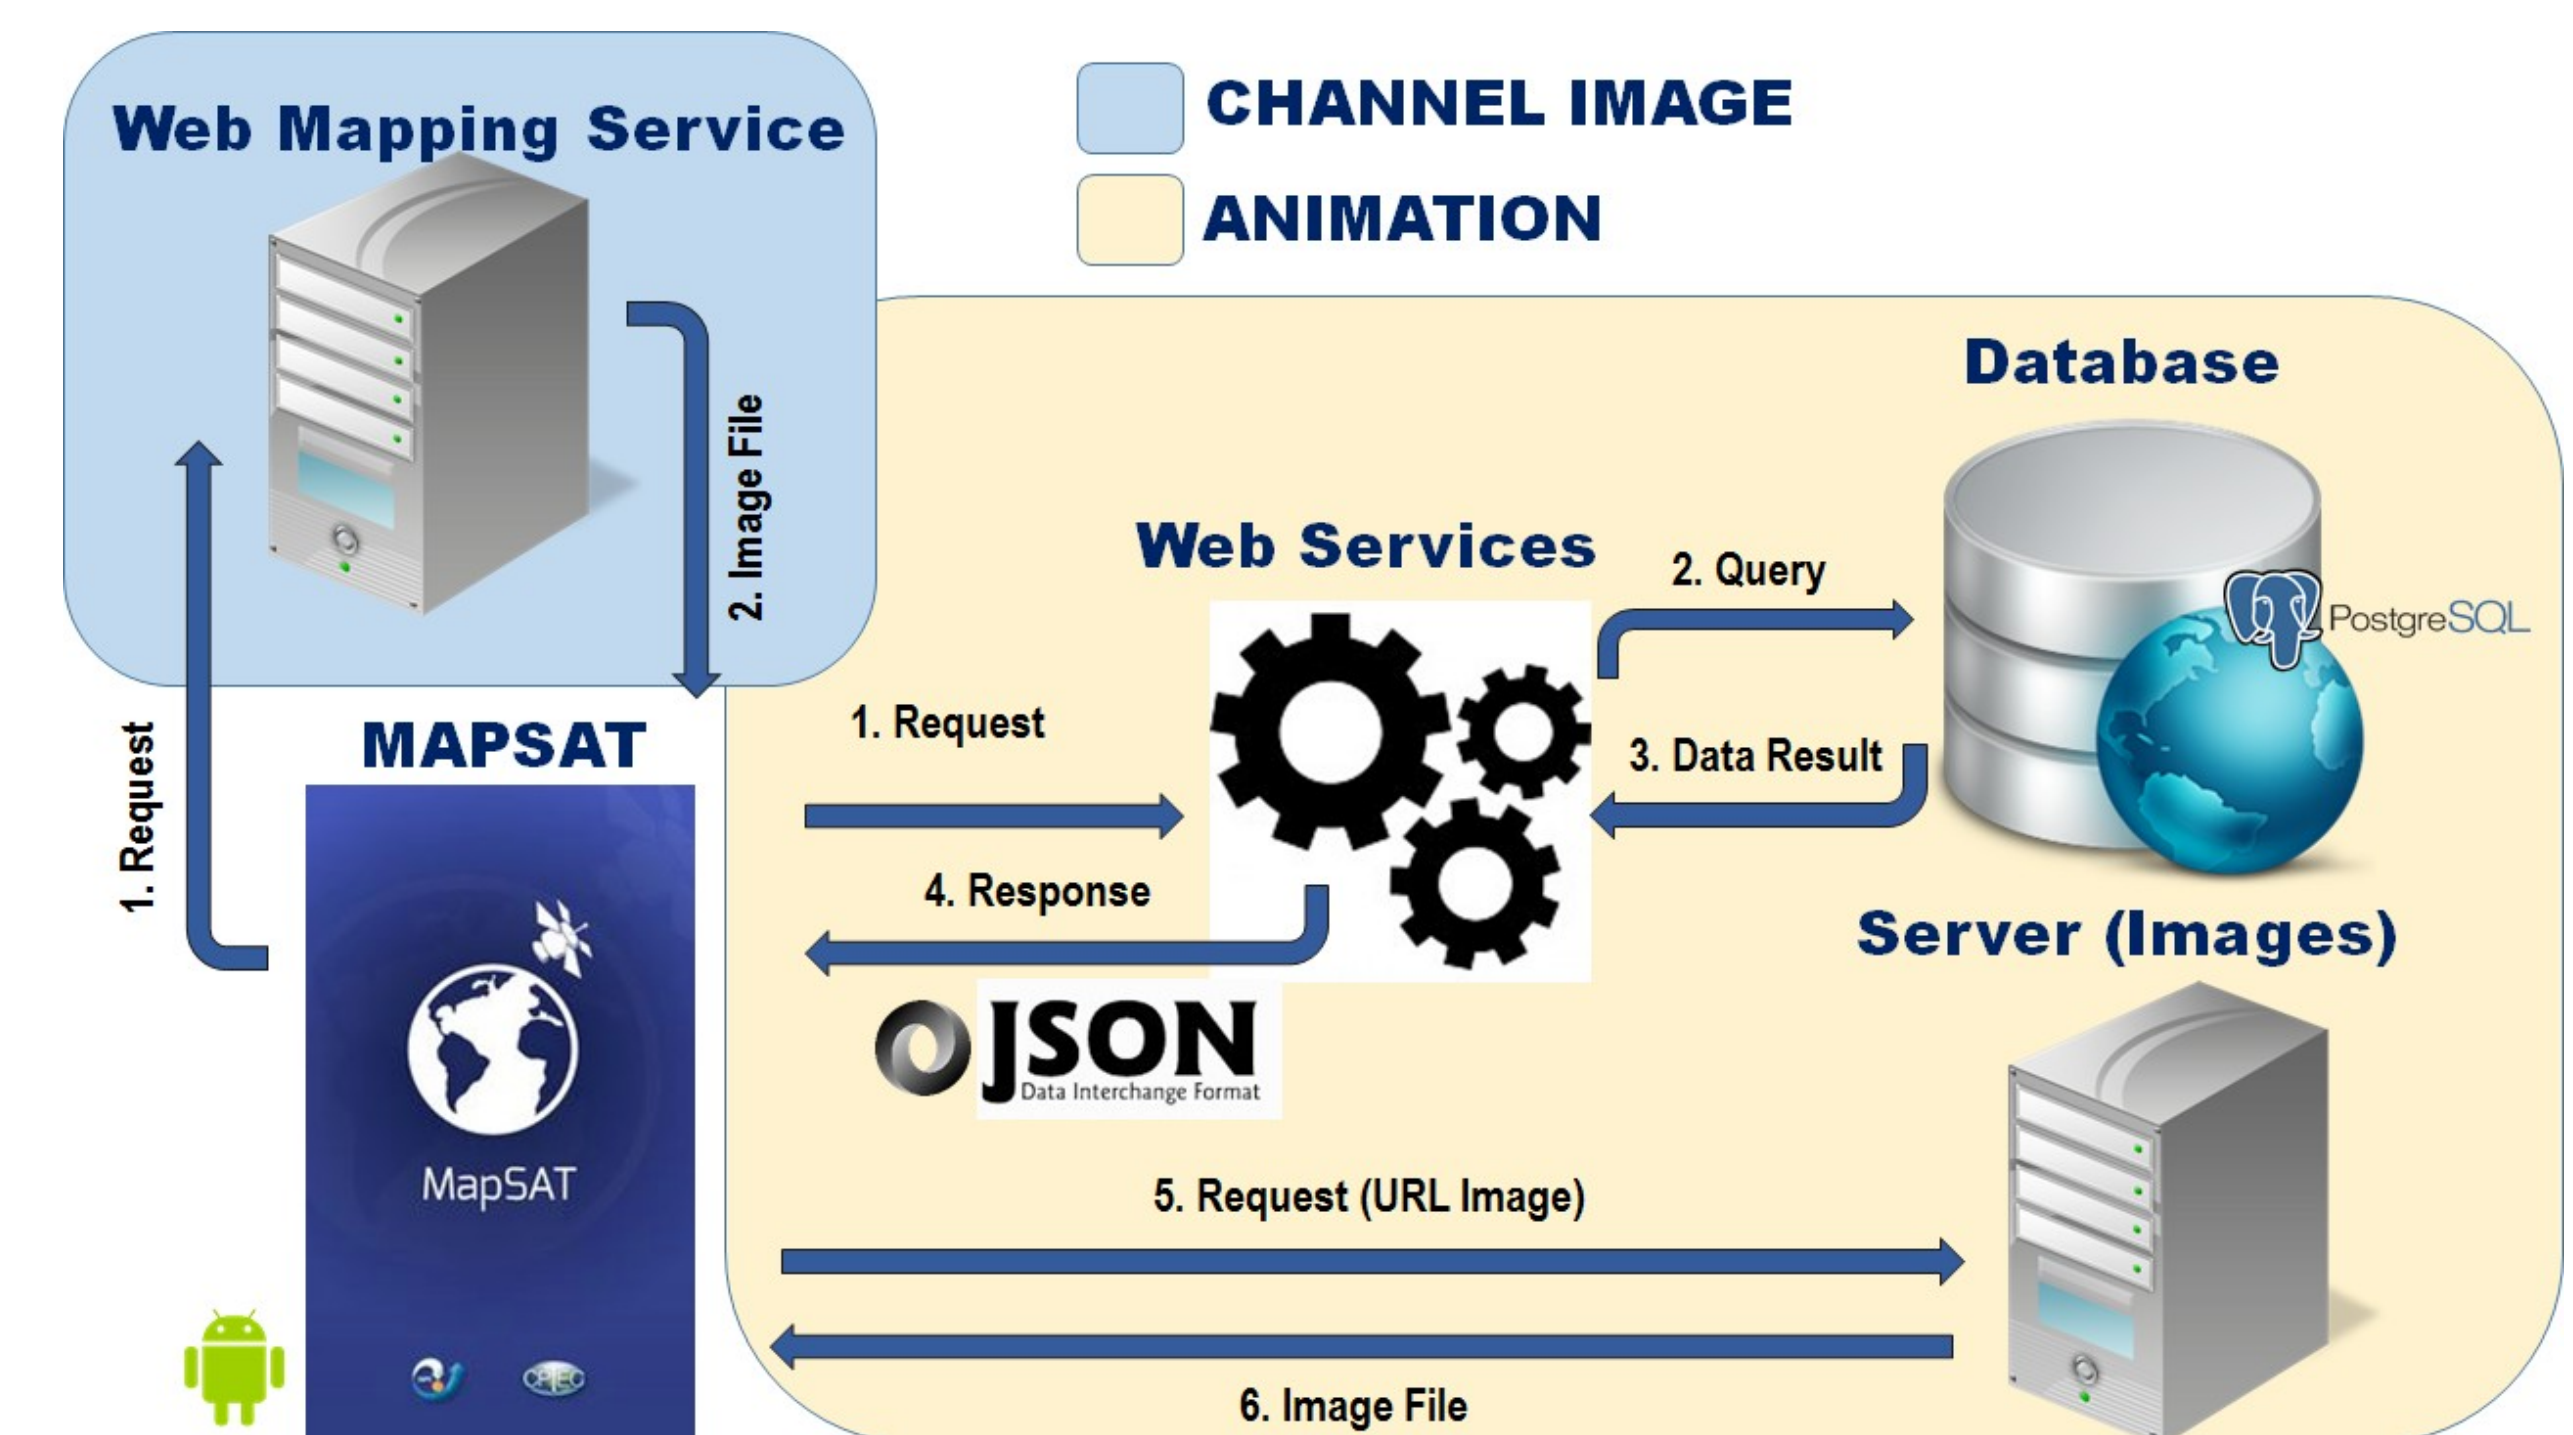 Web Mapping Service
CHANNEL IMAGE
ANIMATION
2. Image File
1. Request
MAPSAT
MapSAT
CPTEC
Web Services
1. Request
2. Query
Database
PostgreSQL
3. Data Result
4. Response
JSON
Data Interchange Format
Server (Images)
5. Request (URL Image)
6. Image File